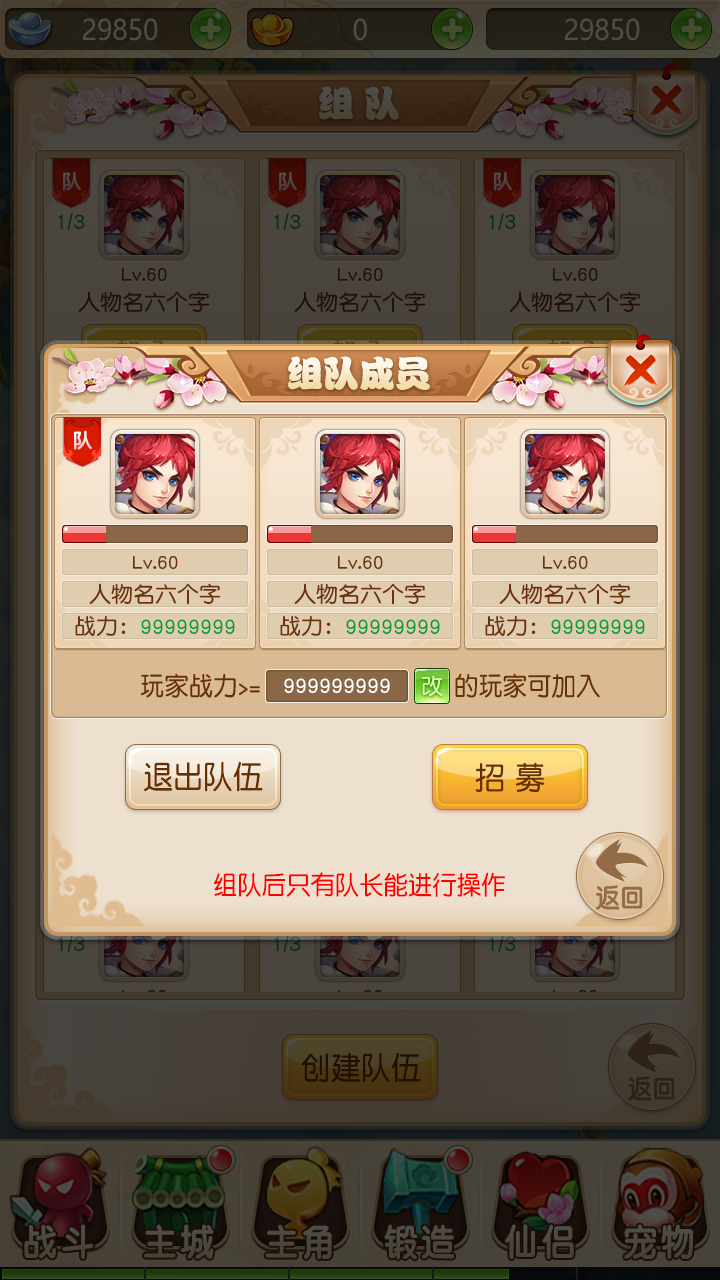 29850 0 29850
组队
队 队 队
1/3 1/3 1/3
Lv.60 Lv.60 Lv.60
人物名六个字 人物名六个字 人物名六个字
组队成员
队
Lv.60 Lv.60 Lv.60
人物名六个字 人物名六个字 人物名六个字
战力：99999999 战力：99999999 战力：99999999
玩家战力>= 999999999 改 的玩家可加入
退出队伍 招募
组队后只有队长能进行操作
返回
1/3 1/3 1/3
创建队伍
返回
战斗 主城 主角 锻造 仙侣 宠物